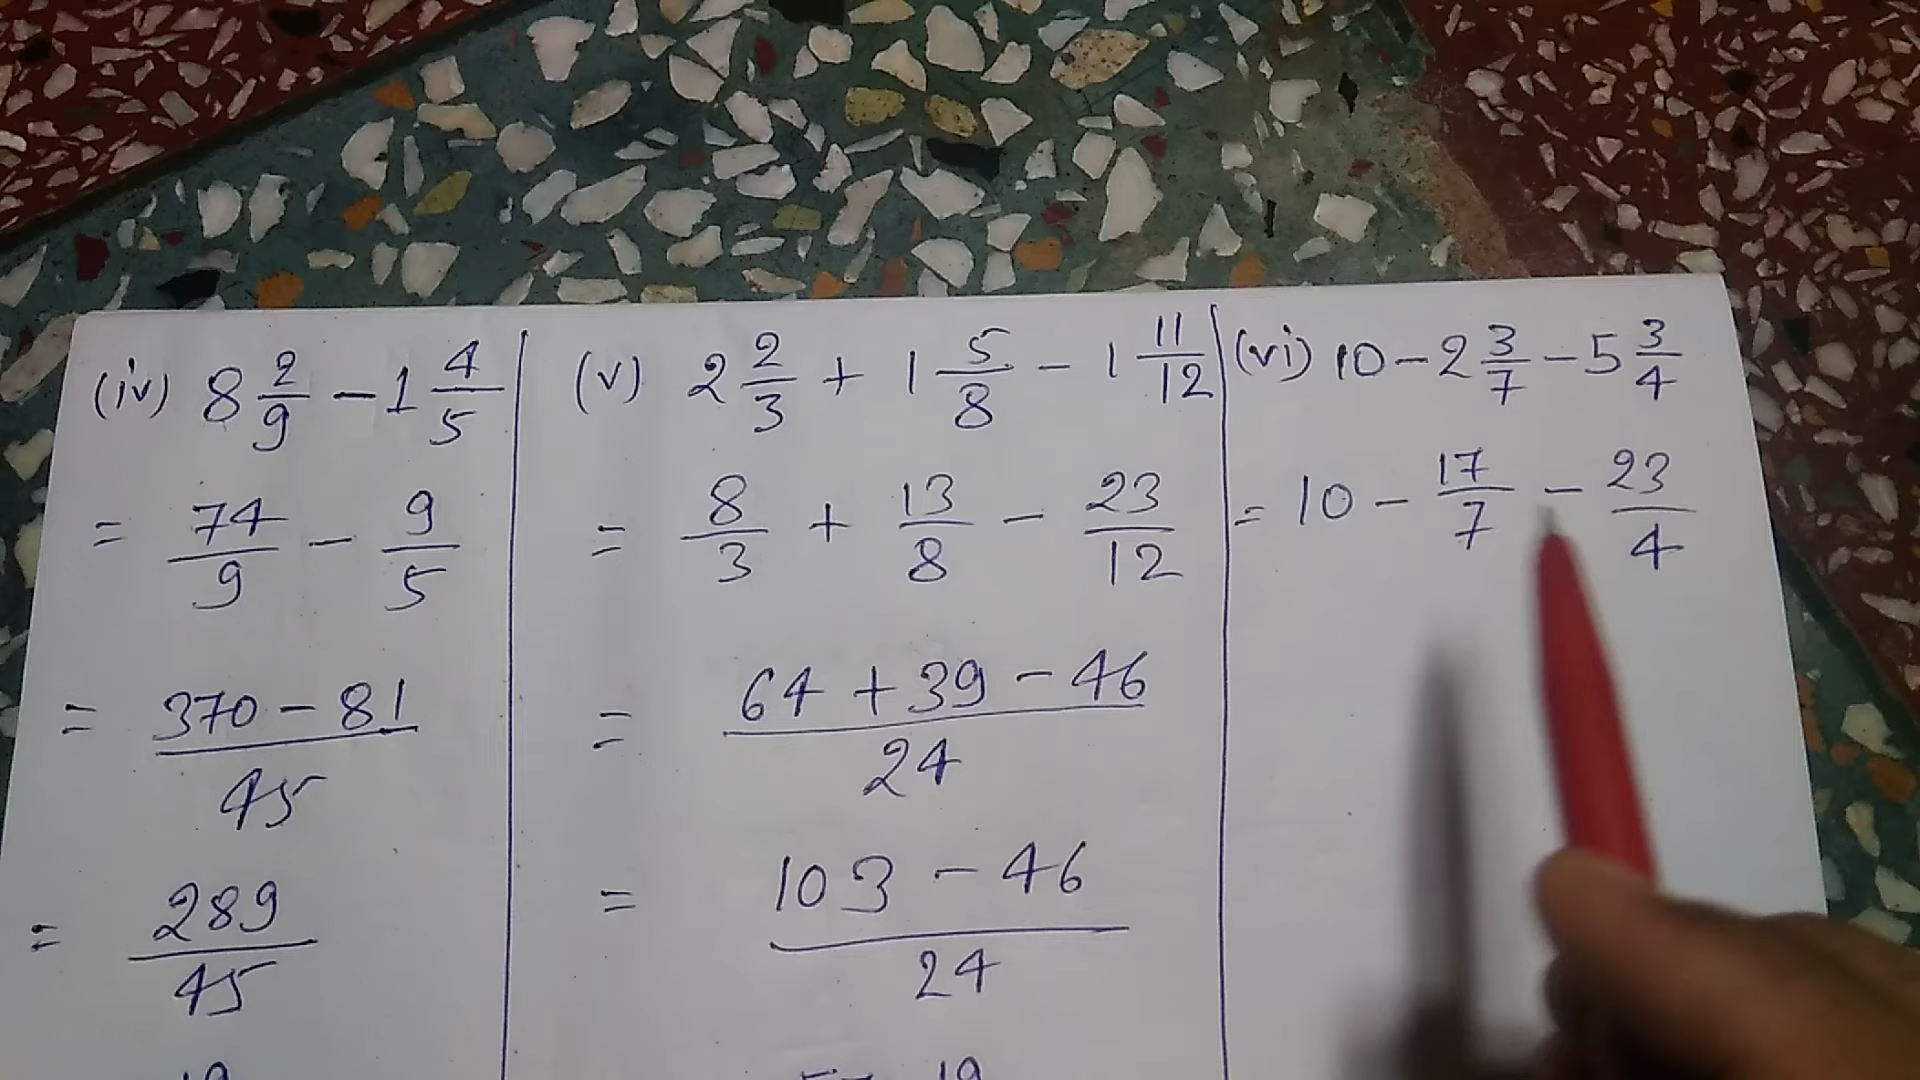 (iv) 8 2/9 - 1 4/5
= 74/9 - 9/5
= 370 - 81/45
= 289/45
(v) 2 2/3 + 1 5/8 - 1 11/12
= 8/3 + 13/8 - 23/12
= 64 + 39 - 46/24
= 103 - 46/24
(vi) 10 - 2 3/7 - 5 3/4
= 10 - 17/7 - 23/4